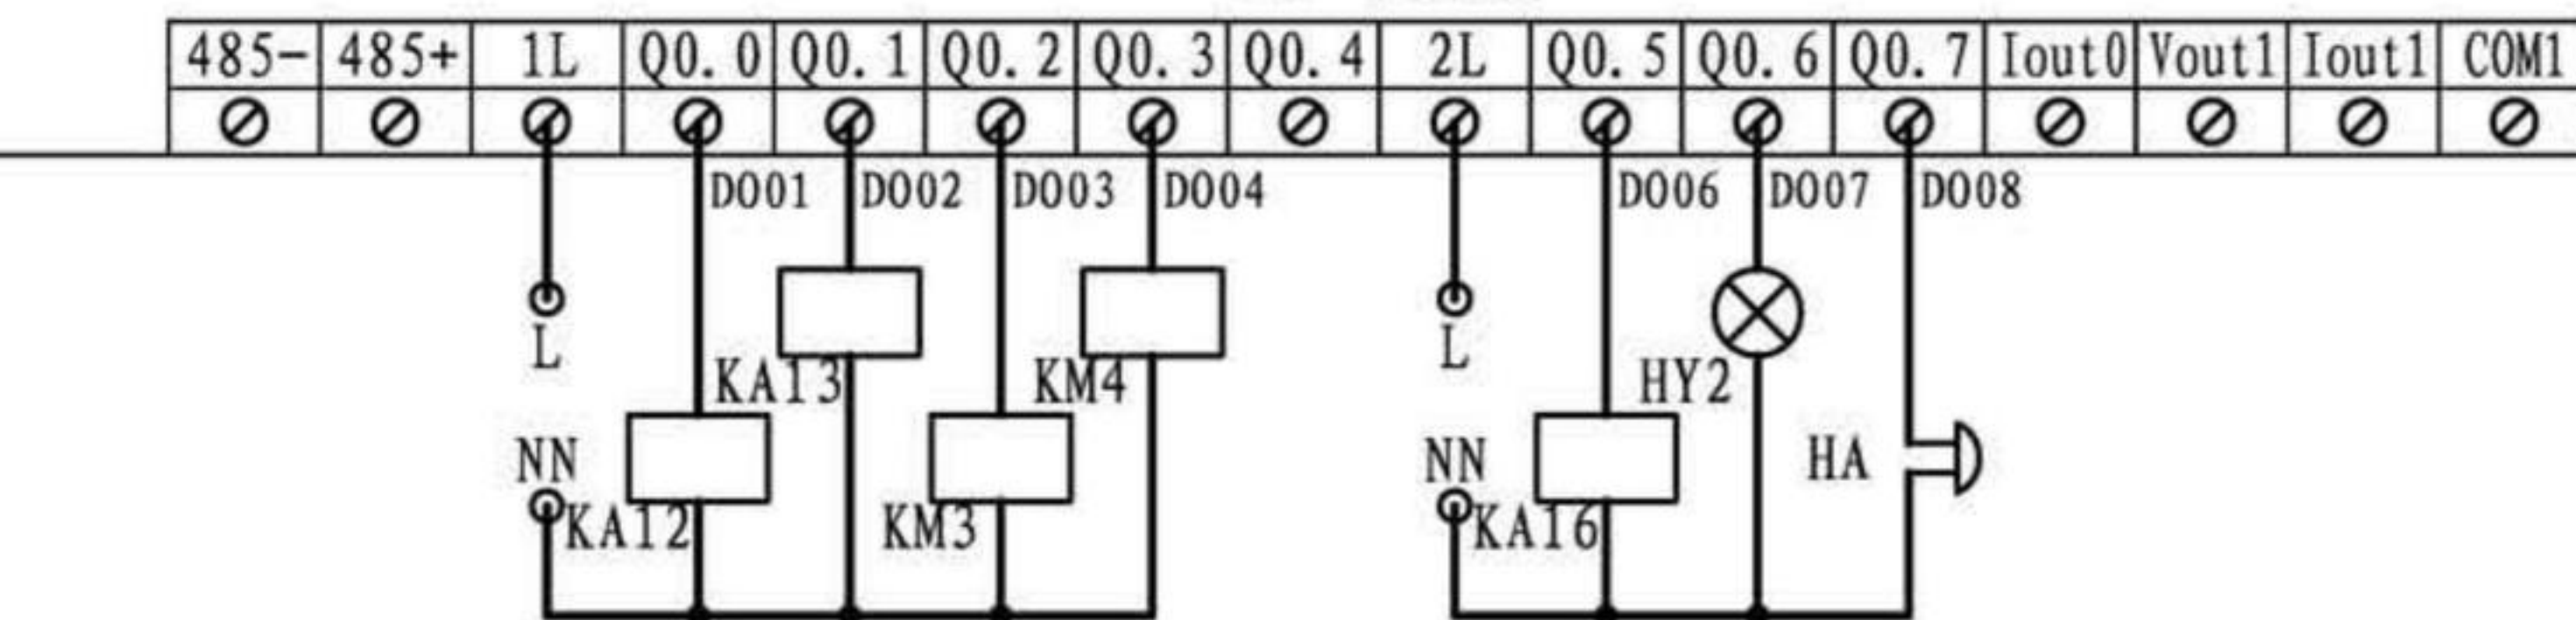 485- 485+ 1L Q0.0 Q0.1 Q0.2 Q0.3 Q0.4 2L Q0.5 Q0.6 Q0.7 Iout0 Vout1 Iout1 COM1
DO01 DO02 DO03 DO04 DO06 DO07 DO08
L L
KA13 KM4 HY2
NN NN HA
KA12 KM3 KA16